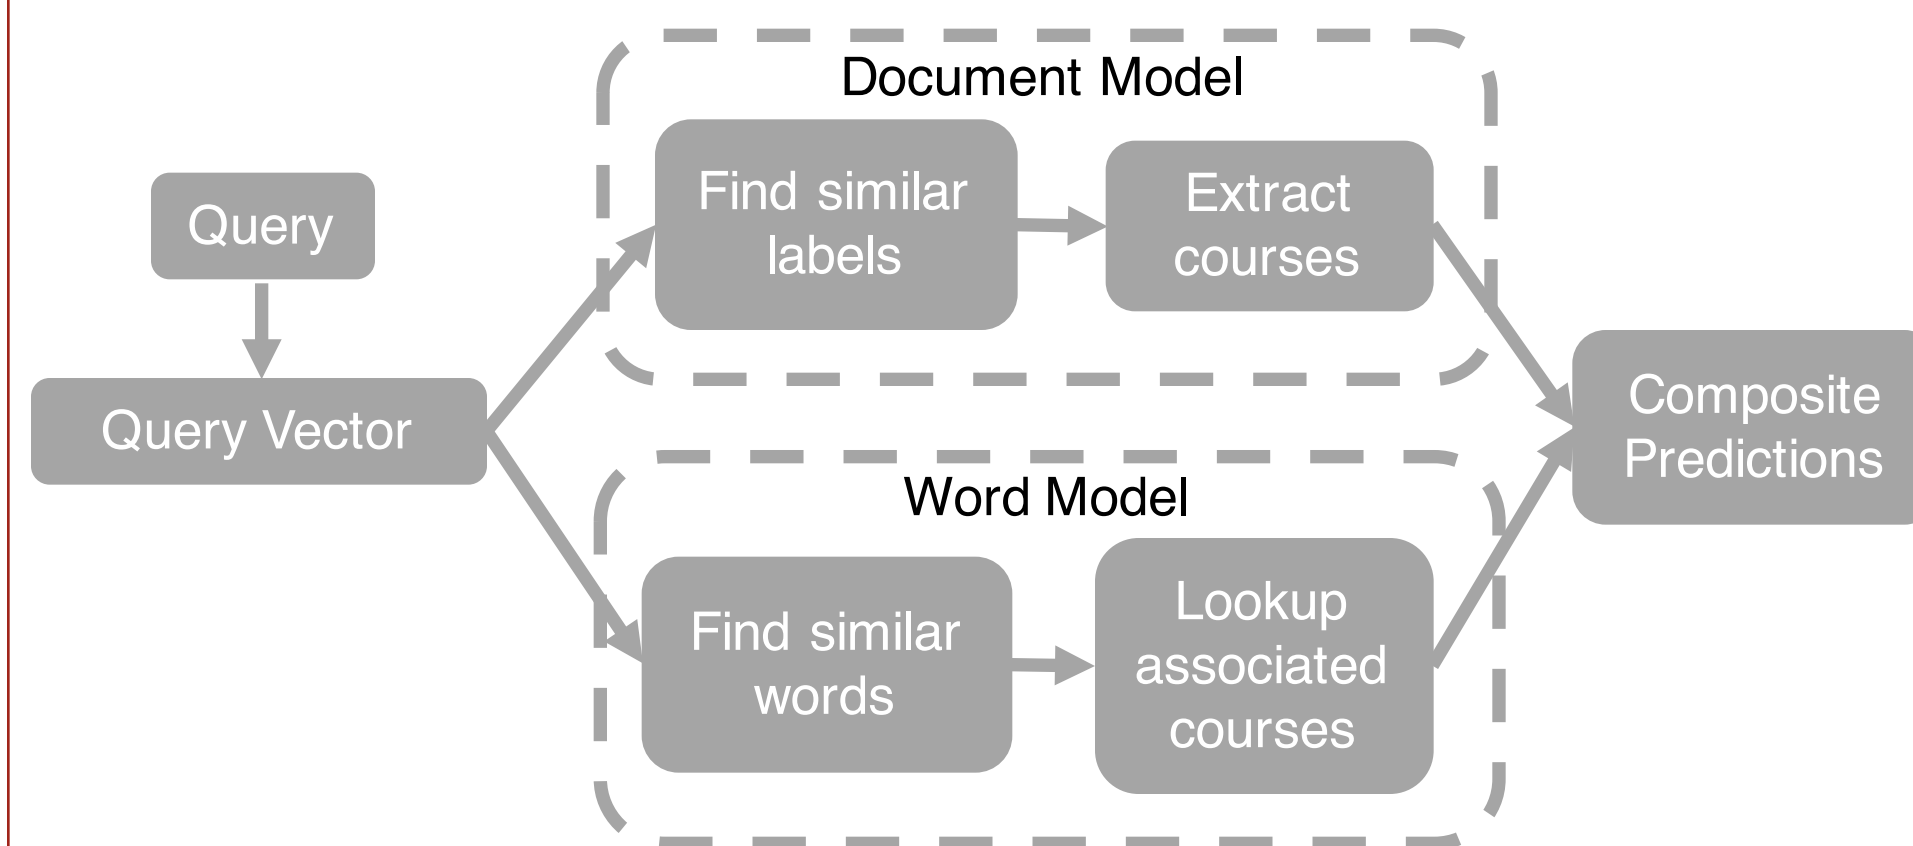 Document Model
Find similar
labels
Extract
courses
Query
Query Vector
Word Model
Find similar
words
Lookup
associated
courses
Composite
Predictions